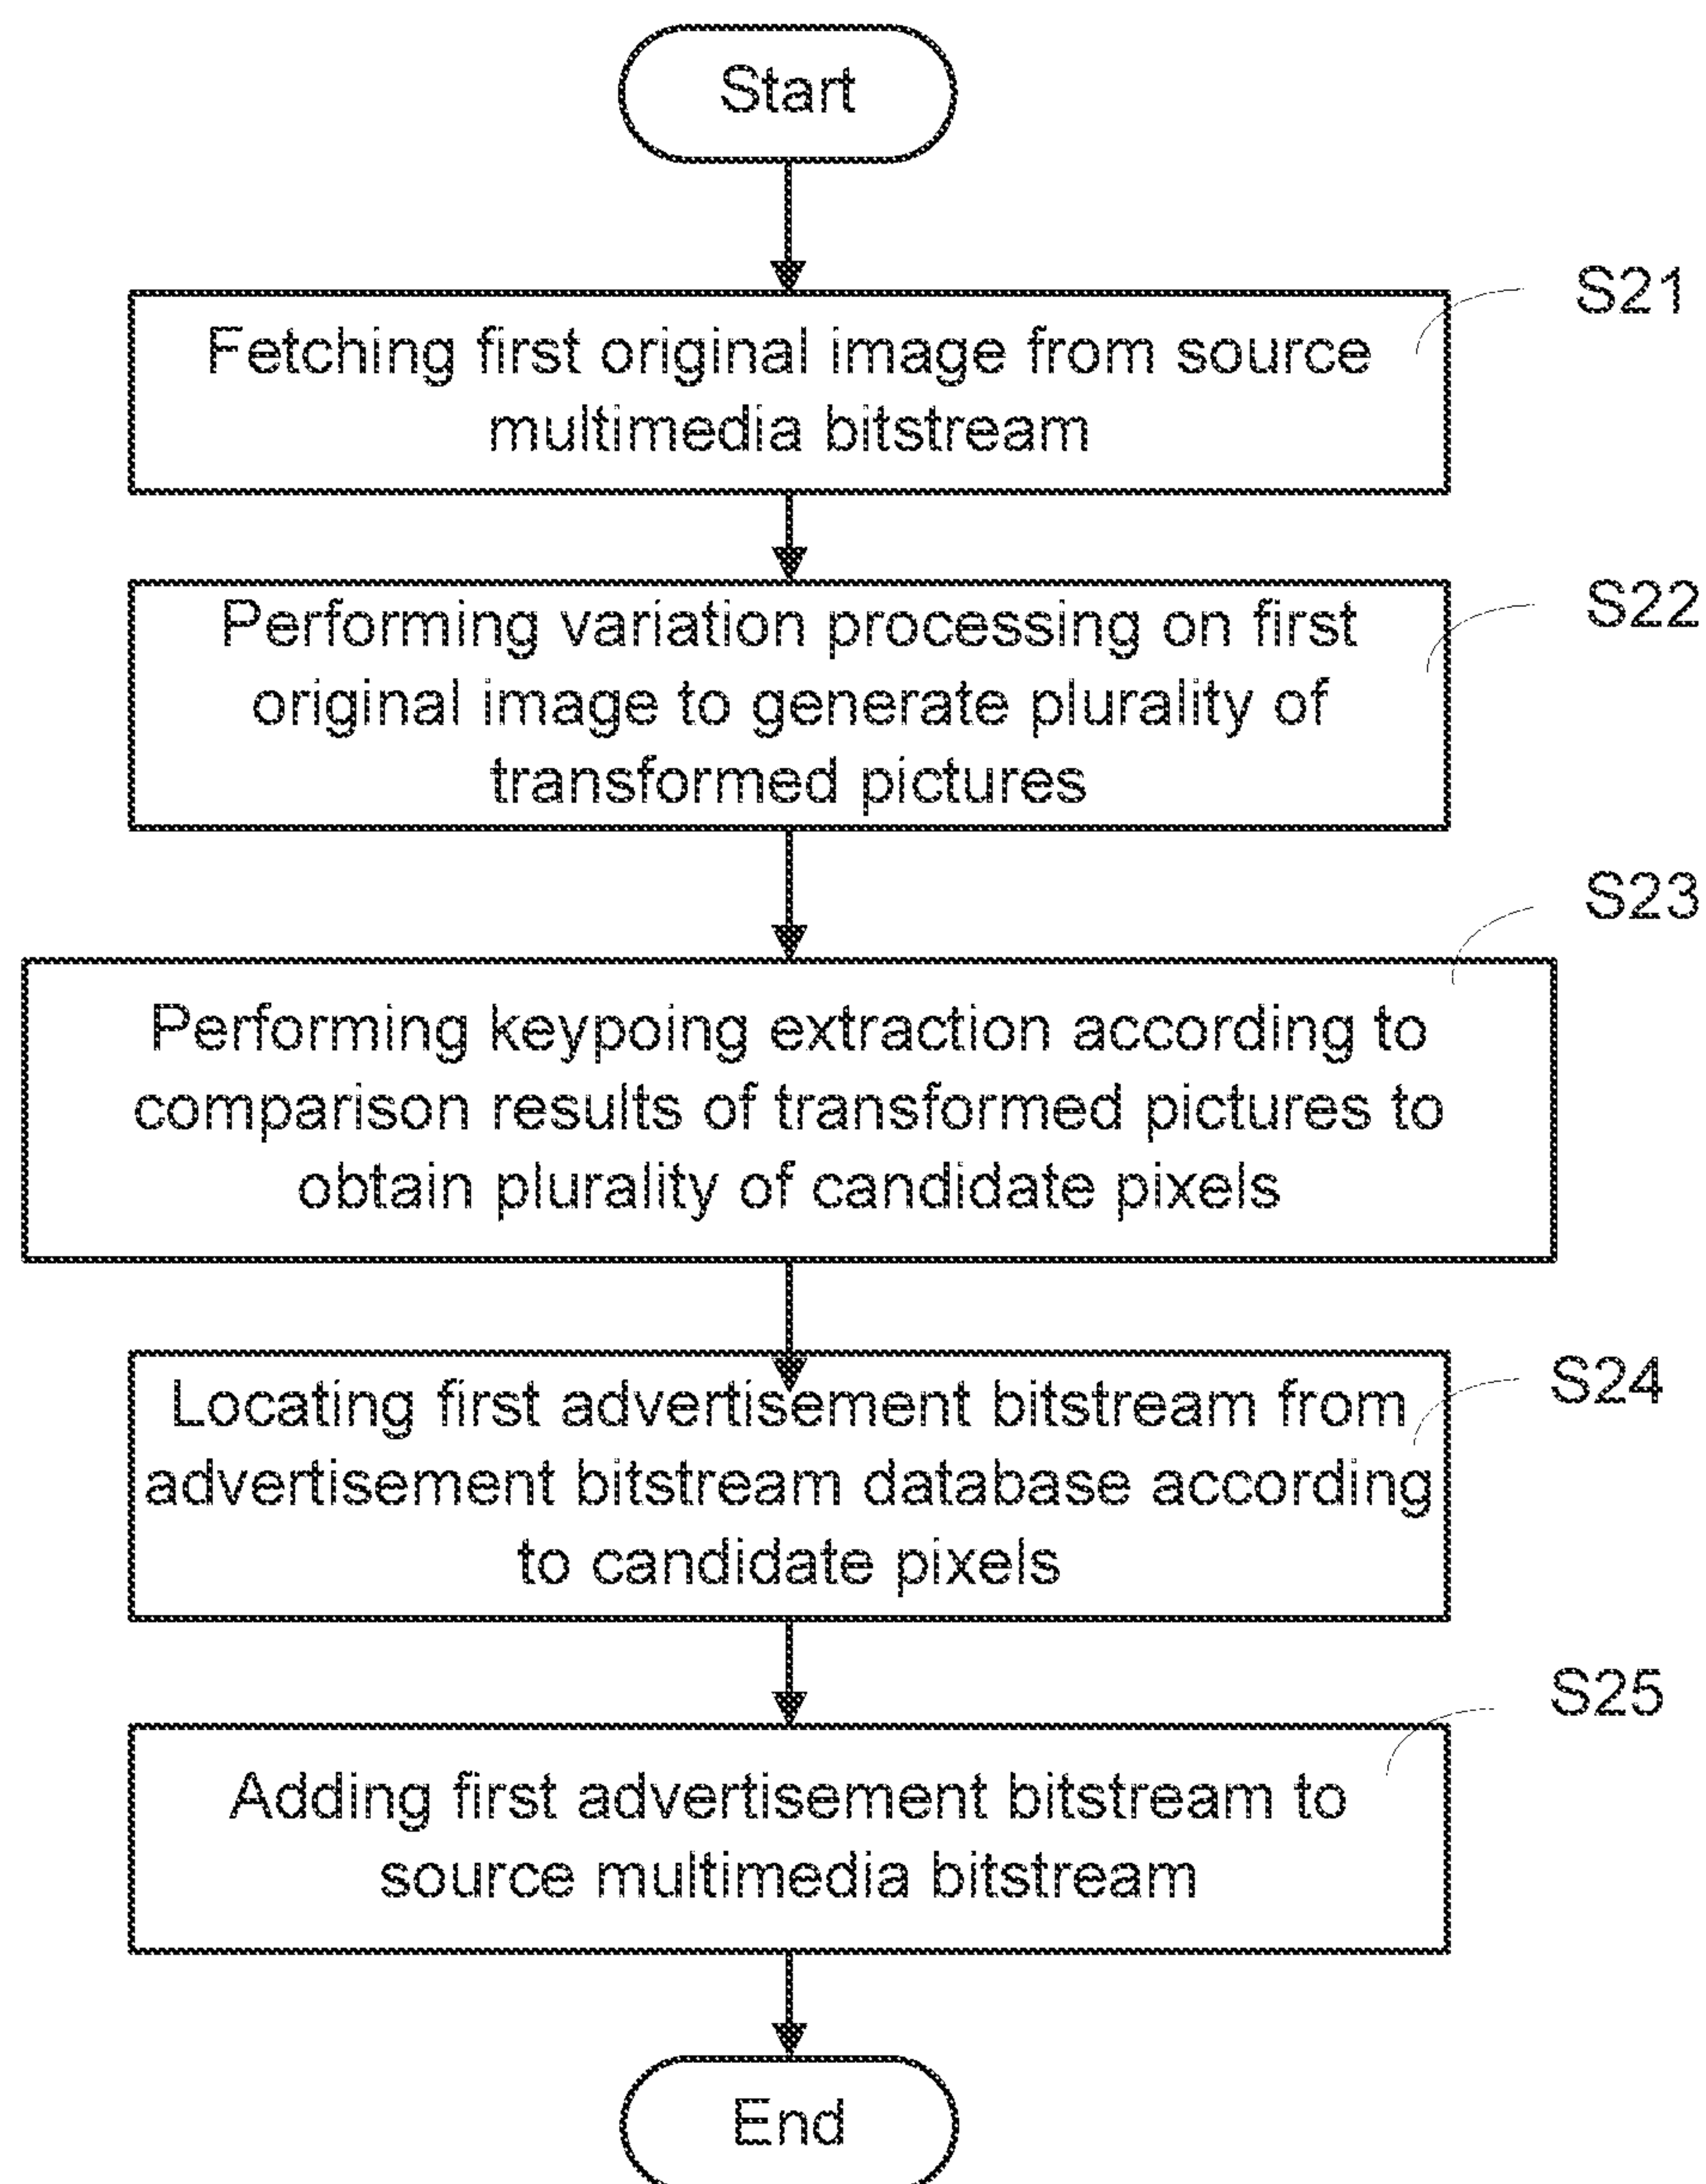 Start
S21
Fetching first original image from source
multimedia bitstream
S22
Performing variation processing on first
original image to generate plurality of
transformed pictures
S23
Performing keypoing extraction according to
comparison results of transformed pictures to
obtain plurality of candidate pixels
S24
Locating first advertisement bitstream from
advertisement bitstream database according
to candidate pixels
S25
Adding first advertisement bitstream to
source multimedia bitstream
End